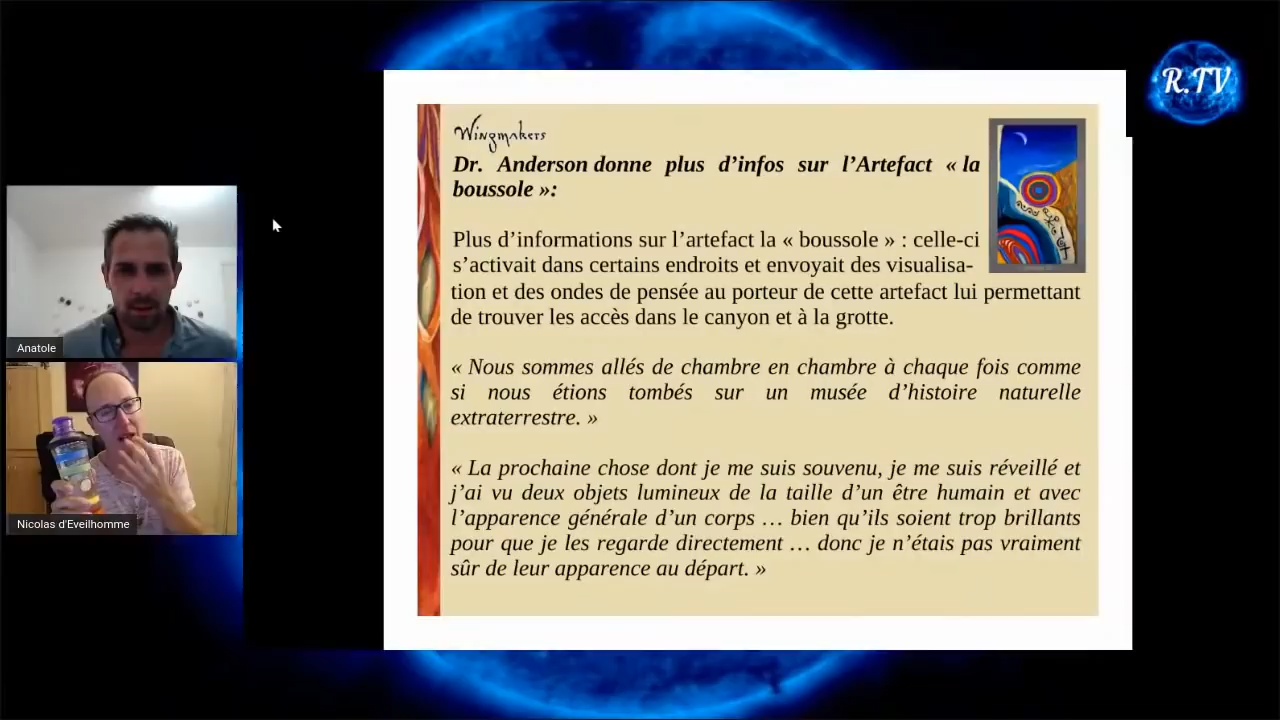 R.TV
Wingmakers
Dr. Anderson donne plus d’infos sur l’Artefact « la
boussole »:
Plus d’informations sur l’artefact la « boussole » : celle-ci
s’activait dans certains endroits et envoyait des visualisa-
tion et des ondes de pensée au porteur de cette artefact lui permettant
de trouver les accès dans le canyon et à la grotte.
« Nous sommes allés de chambre en chambre à chaque fois comme
si nous étions tombés sur un musée d’histoire naturelle
extraterrestre. »
« La prochaine chose dont je me suis souvenu, je me suis réveillé et
j’ai vu deux objets lumineux de la taille d’un être humain et avec
l’apparence générale d’un corps … bien qu’ils soient trop brillants
pour que je les regarde directement … donc je n’étais pas vraiment
sûr de leur apparence au départ. »
Anatole
Nicolas d'Eveilhomme